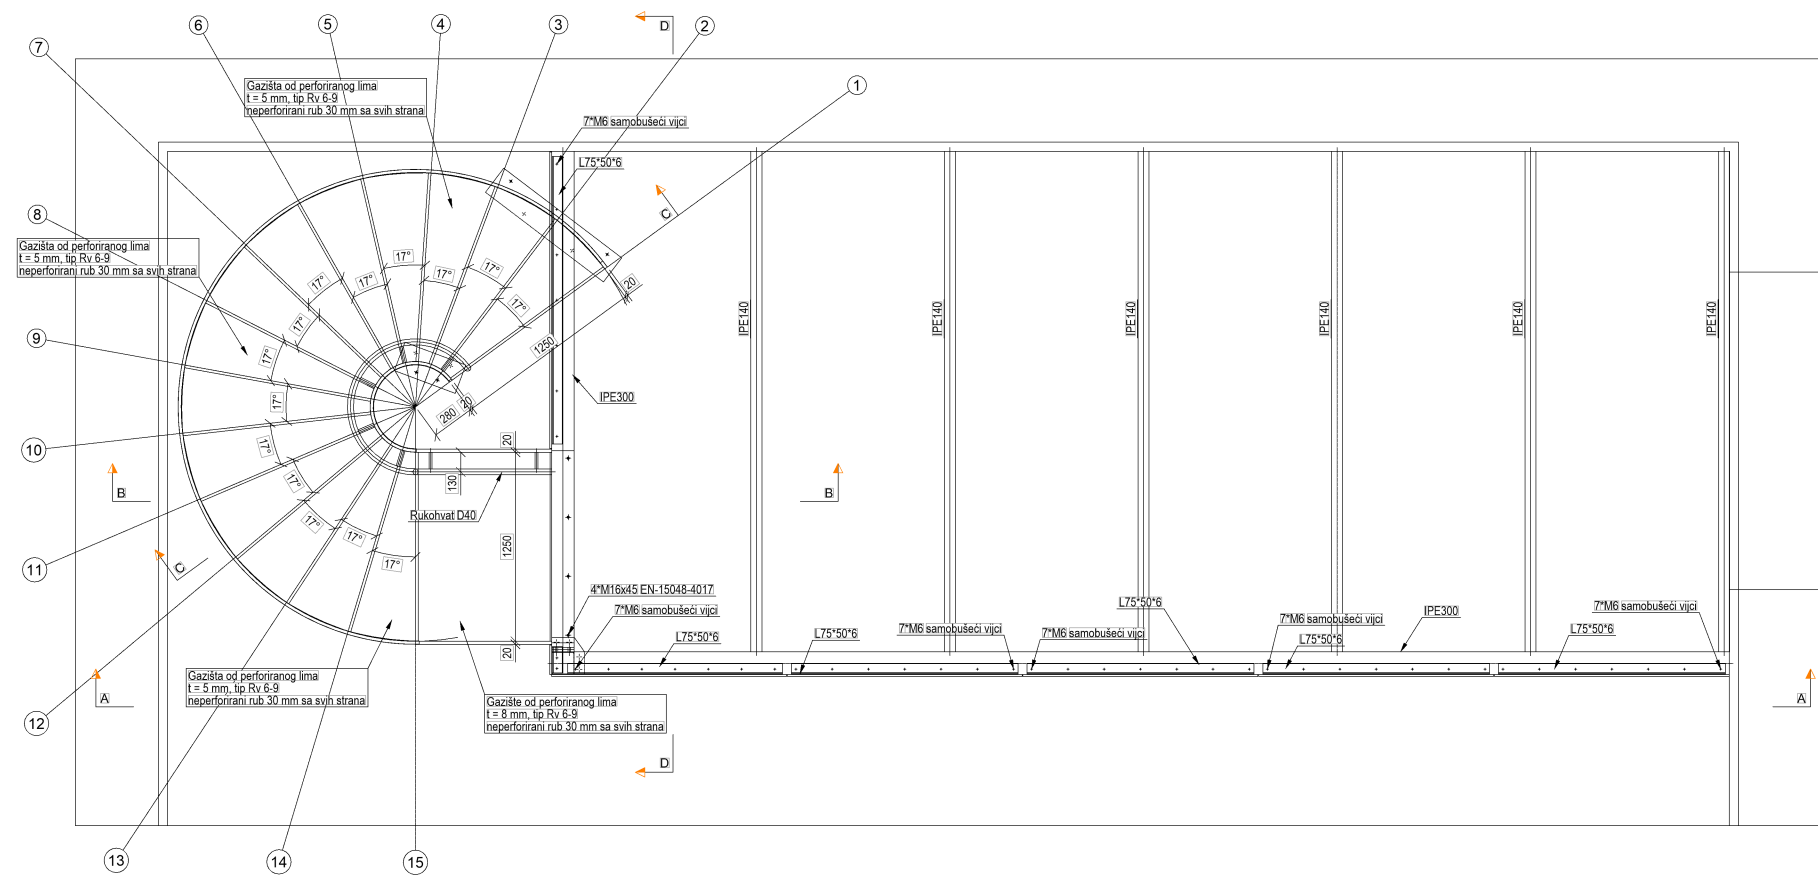 6
5
4
3
D
2
7
1
Gazišta od perforiranog lima
t = 5 mm, tip Rv 6-9
neperforirani rub 30 mm sa svih strana
7*M6 samobušeći vijci
L75*50*6
C
8
Gazišta od perforiranog lima
t = 5 mm, tip Rv 6-9
neperforirani rub 30 mm sa svih strana
17°
17°
17°
17°
17°
17°
17°
17°
17°
17°
17°
17°
17°
17°
20
1250
280
20
IPE140
IPE140
IPE140
IPE140
IPE140
IPE140
9
IPE300
10
20
130
B
B
Rukohvat D40
1250
11
C
4*M16x45 EN-15048-4017
7*M6 samobušeći vijci
L75*50*6
20
L75*50*6
7*M6 samobušeći vijci
7*M6 samobušeći vijci
L75*50*6
7*M6 samobušeći vijci
L75*50*6
IPE300
7*M6 samobušeći vijci
L75*50*6
Gazišta od perforiranog lima
t = 5 mm, tip Rv 6-9
neperforirani rub 30 mm sa svih strana
Gazište od perforiranog lima
t = 8 mm, tip Rv 6-9
neperforirani rub 30 mm sa svih strana
A
A
12
D
13
14
15